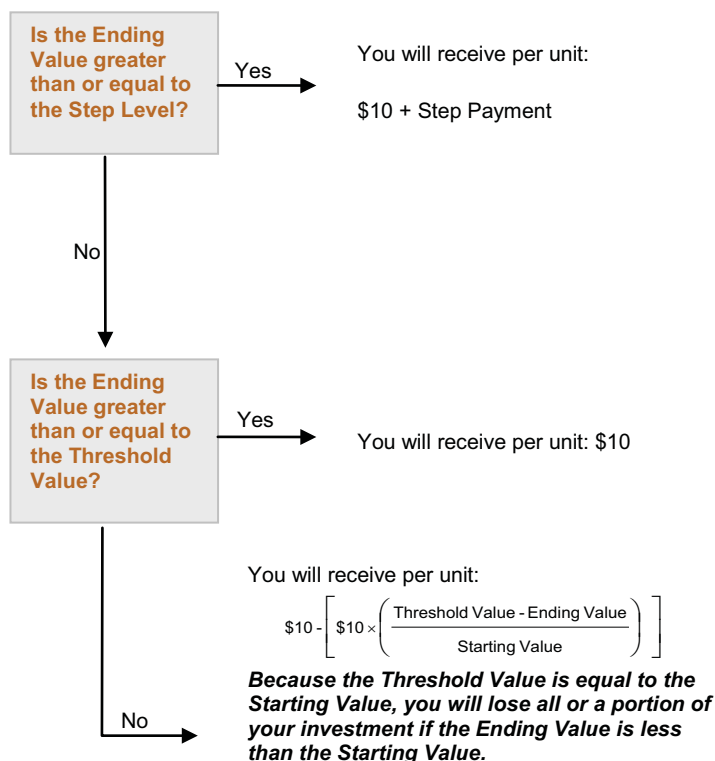 Is the Ending
Value greater
than or equal to
the Step Level?
Yes
You will receive per unit:
$10 + Step Payment
No
Is the Ending
Value greater
than or equal to
the Threshold
Value?
Yes
You will receive per unit: $10
You will receive per unit:
$10 - [ $10 × ( Threshold Value - Ending Value / Starting Value ) ]
Because the Threshold Value is equal to the
Starting Value, you will lose all or a portion of
your investment if the Ending Value is less
than the Starting Value.
No